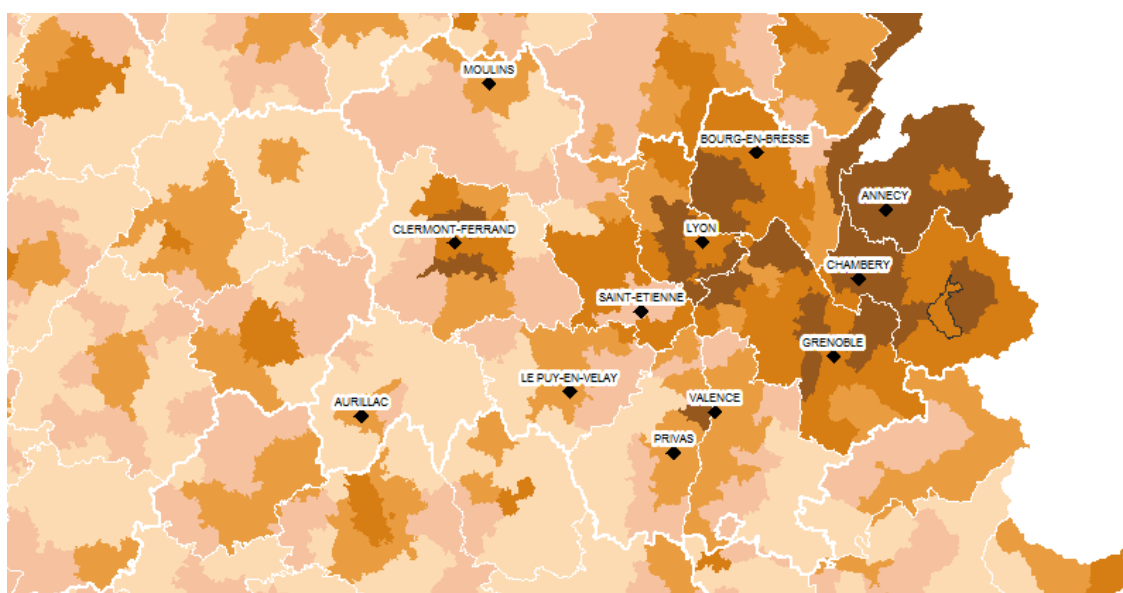 MOULINS
BOURG-EN-BRESSE
ANNECY
CLERMONT-FERRAND
LYON
CHAMBERY
SAINT-ETIENNE
GRENOBLE
LE PUY-EN-VELAY
AURILLAC
VALENCE
PRIVAS